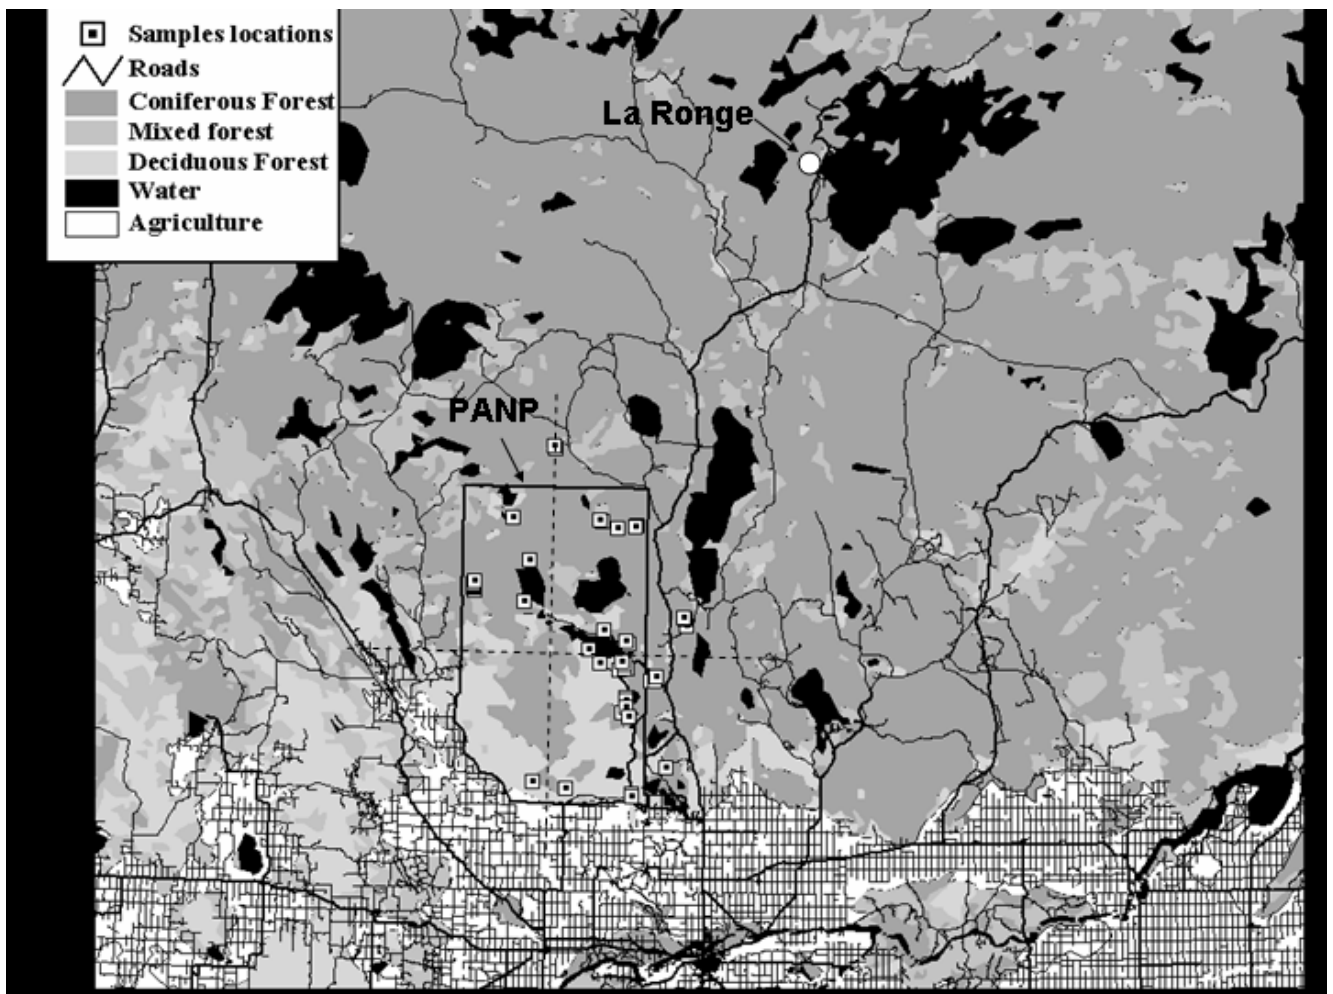 Samples locations
Roads
Coniferous Forest
Mixed forest
Deciduous Forest
Water
Agriculture
La Ronge
PANP